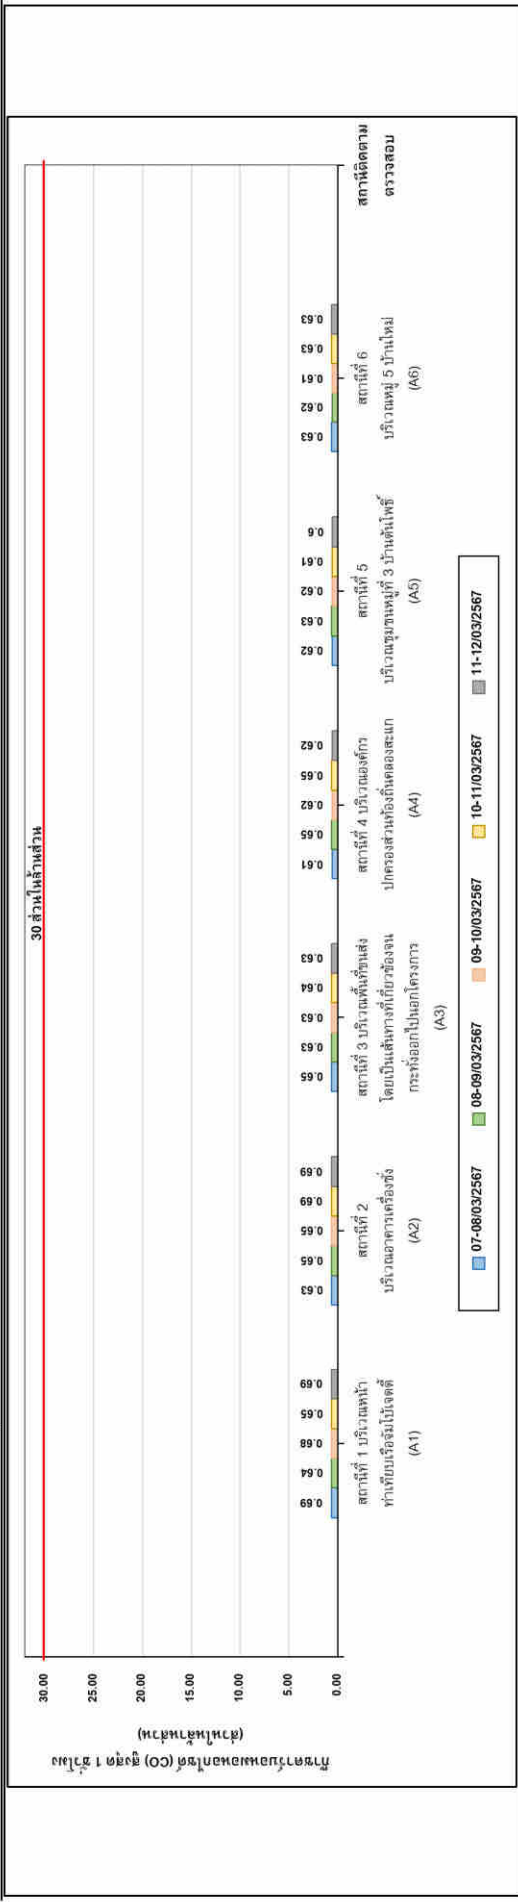 ก๊าซคาร์บอนมอนอกไซด์ (CO) สูงสุด 1 ชั่วโมง
(ส่วนในล้านส่วน)
30.00
25.00
20.00
15.00
10.00
5.00
0.00
30 ส่วนในล้านส่วน
0.69 0.64 0.65 0.69
0.63 0.65 0.65 0.69 0.69
0.65 0.63 0.63 0.64 0.63
0.61 0.65 0.62 0.65 0.62
0.62 0.63 0.62 0.61 0.6
0.63 0.62 0.61 0.63 0.63
สถานีที่ 1 บริเวณหน้า
ท่าเทียบเรือจัมโบ้เจตตี้
(A1)
สถานีที่ 2
บริเวณอาคารเครื่องชั่ง
(A2)
สถานีที่ 3 บริเวณพื้นที่ขนส่ง
โดยเป็นเส้นทางที่เกี่ยวข้องจน
กระทั่งออกไปนอกโครงการ
(A3)
สถานีที่ 4 บริเวณองค์กร
ปกครองส่วนท้องถิ่นคลองสะแก
(A4)
สถานีที่ 5
บริเวณชุมชนหมู่ที่ 3 บ้านต้นโพธิ์
(A5)
สถานีที่ 6
บริเวณหมู่ 5 บ้านใหม่
(A6)
สถานีติดตาม
ตรวจสอบ
07-08/03/2567 08-09/03/2567 09-10/03/2567 10-11/03/2567 11-12/03/2567